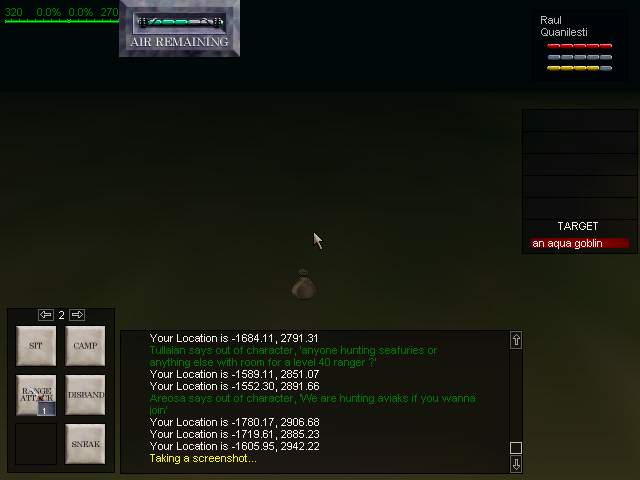 320 0.0% 0.0% 270
AIR REMAINING
Raul
Quanilesti
TARGET
an aqua goblin
2
SIT
CAMP
RANGE
ATTACK
1
DISBAND
SNEAK
Your Location is -1684.11, 2791.31
Tullalan says out of character, 'anyone hunting seafuries or
anything else with room for a level 40 ranger ?'
Your Location is -1589.11, 2851.07
Your Location is -1552.30, 2891.66
Areosa says out of character, 'We are hunting aviaks if you wanna
join'
Your Location is -1780.17, 2906.68
Your Location is -1719.61, 2885.23
Your Location is -1605.95, 2942.22
Taking a screenshot...